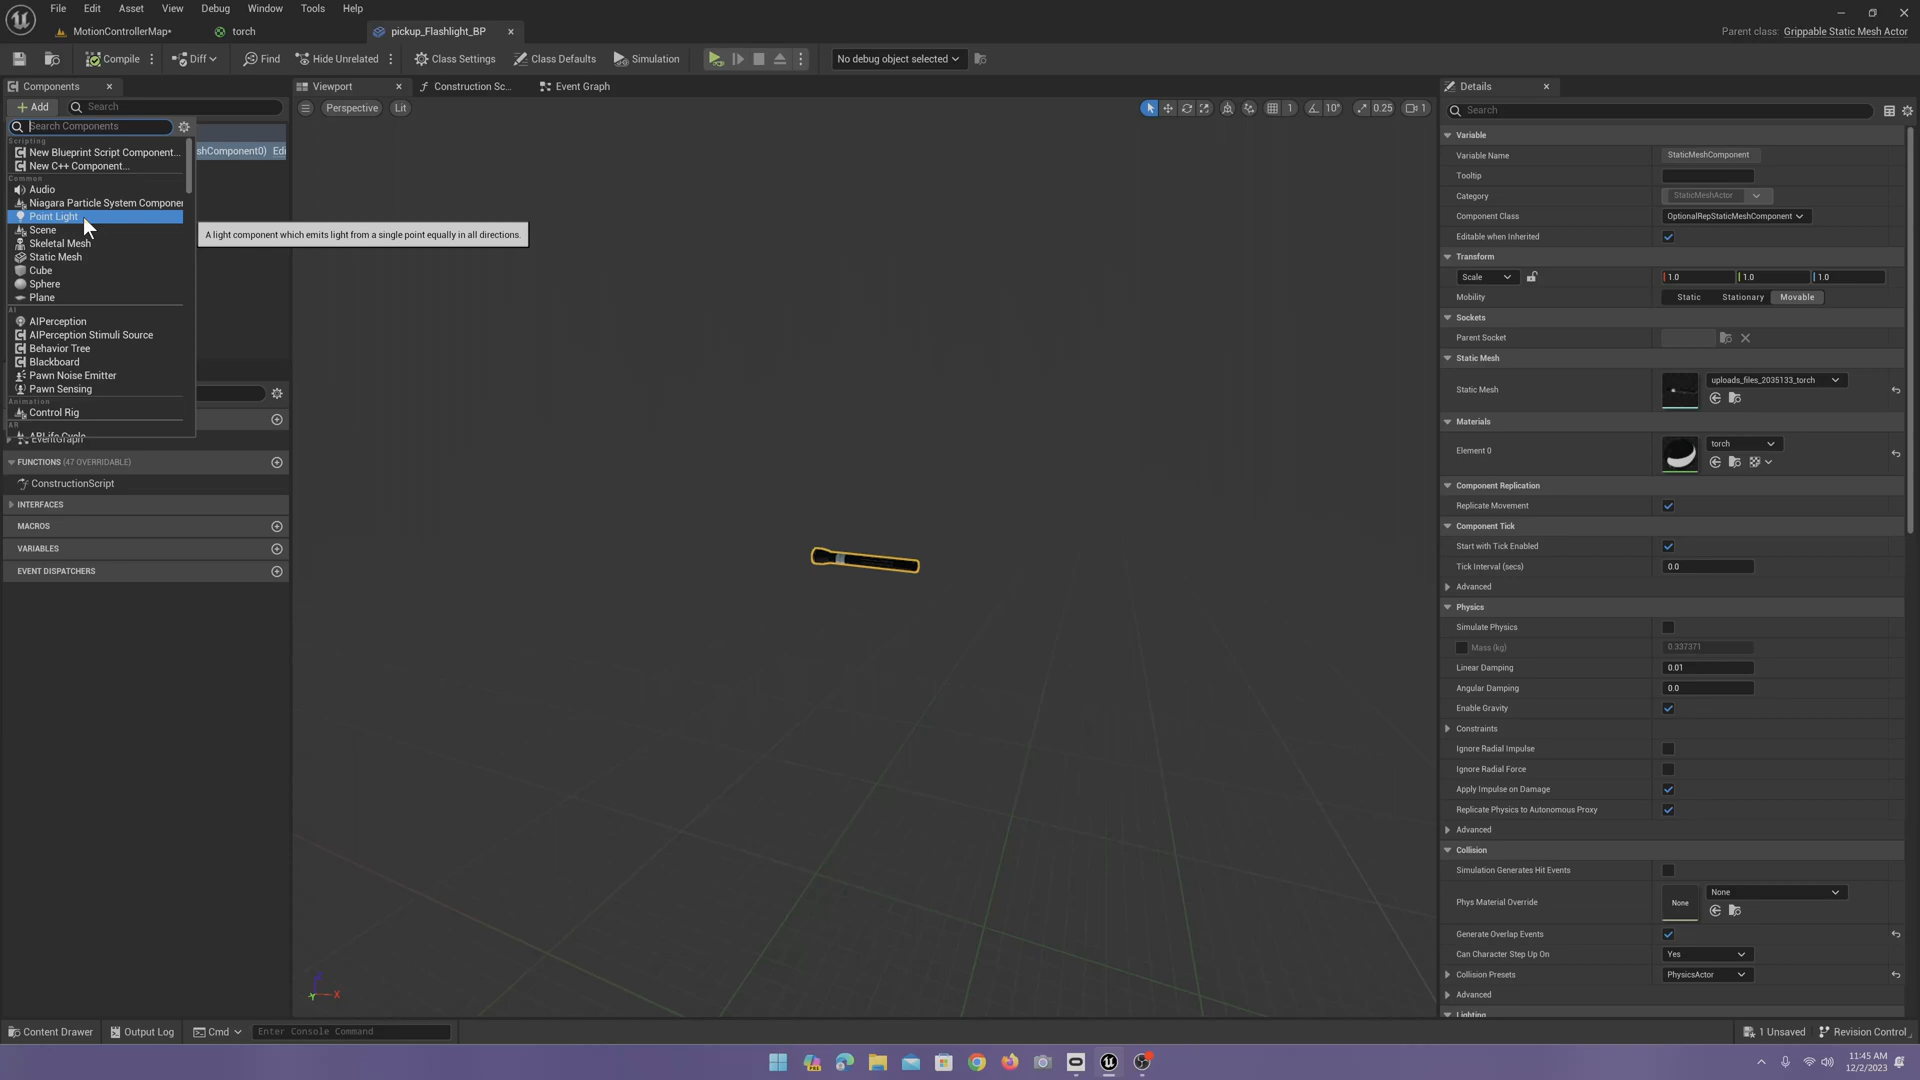 File Edit Asset View Debug Window Tools Help
MotionControllerMap* torch pickup_Flashlight_BP
Parent class: Grippable Static Mesh Actor
Compile Diff Find Hide Unrelated Class Settings Class Defaults Simulation No debug object selected
Components
Add Search
Search Components
Scripting
New Blueprint Script Component...
shComponent0) Edi
New C++ Component...
Common
Audio
Niagara Particle System Componen
Point Light
Scene
Skeletal Mesh
Static Mesh
Cube
Sphere
Plane
A light component which emits light from a single point equally in all directions.
AI
AIPerception
AIPerception Stimuli Source
Behavior Tree
Blackboard
Pawn Noise Emitter
Pawn Sensing
Animation
Control Rig
AR
EventGraph
FUNCTIONS (47 OVERRIDABLE)
ConstructionScript
INTERFACES
MACROS
VARIABLES
EVENT DISPATCHERS
Viewport Construction Sc... Event Graph
Perspective Lit
1 10° 0.25 1
X
Details
Search
Variable
Variable Name StaticMeshComponent
Tooltip
Category StaticMeshActor
Component Class OptionalRepStaticMeshComponent
Editable when Inherited
Transform
Scale 1.0 1.0 1.0
Mobility Static Stationary Movable
Sockets
Parent Socket
Static Mesh
Static Mesh uploads_files_2035133_torch
Materials
Element 0 torch
Component Replication
Replicate Movement
Component Tick
Start with Tick Enabled
Tick Interval (secs) 0.0
Advanced
Physics
Simulate Physics
Mass (kg) 0.337371
Linear Damping 0.01
Angular Damping 0.0
Enable Gravity
Constraints
Ignore Radial Impulse
Ignore Radial Force
Apply Impulse on Damage
Replicate Physics to Autonomous Proxy
Advanced
Collision
Simulation Generates Hit Events
Phys Material Override None None
Generate Overlap Events
Can Character Step Up On Yes
Collision Presets PhysicsActor
Advanced
Lighting
Content Drawer Output Log Cmd Enter Console Command
1 Unsaved Revision Control
11:45 AM
12/2/2023